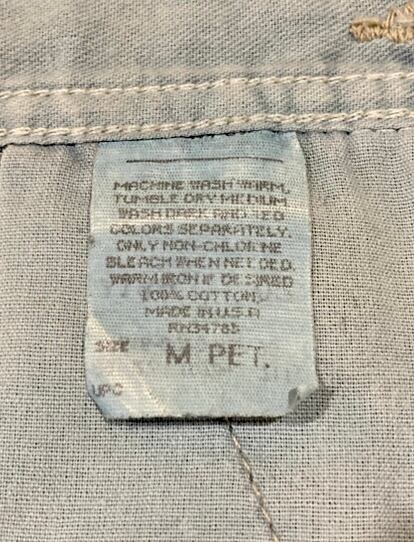 MACHINE WASH WARM,
TUMBLE DRY MEDIUM
WASH DARK AND RED
COLORS SEPARATELY.
ONLY NON-CHLORINE
BLEACH WHEN NEEDED.
WARM IRON IF DESIRED
100% COTTON
MADE IN U.S.A
RN34785
SIZE M PET.
UPC